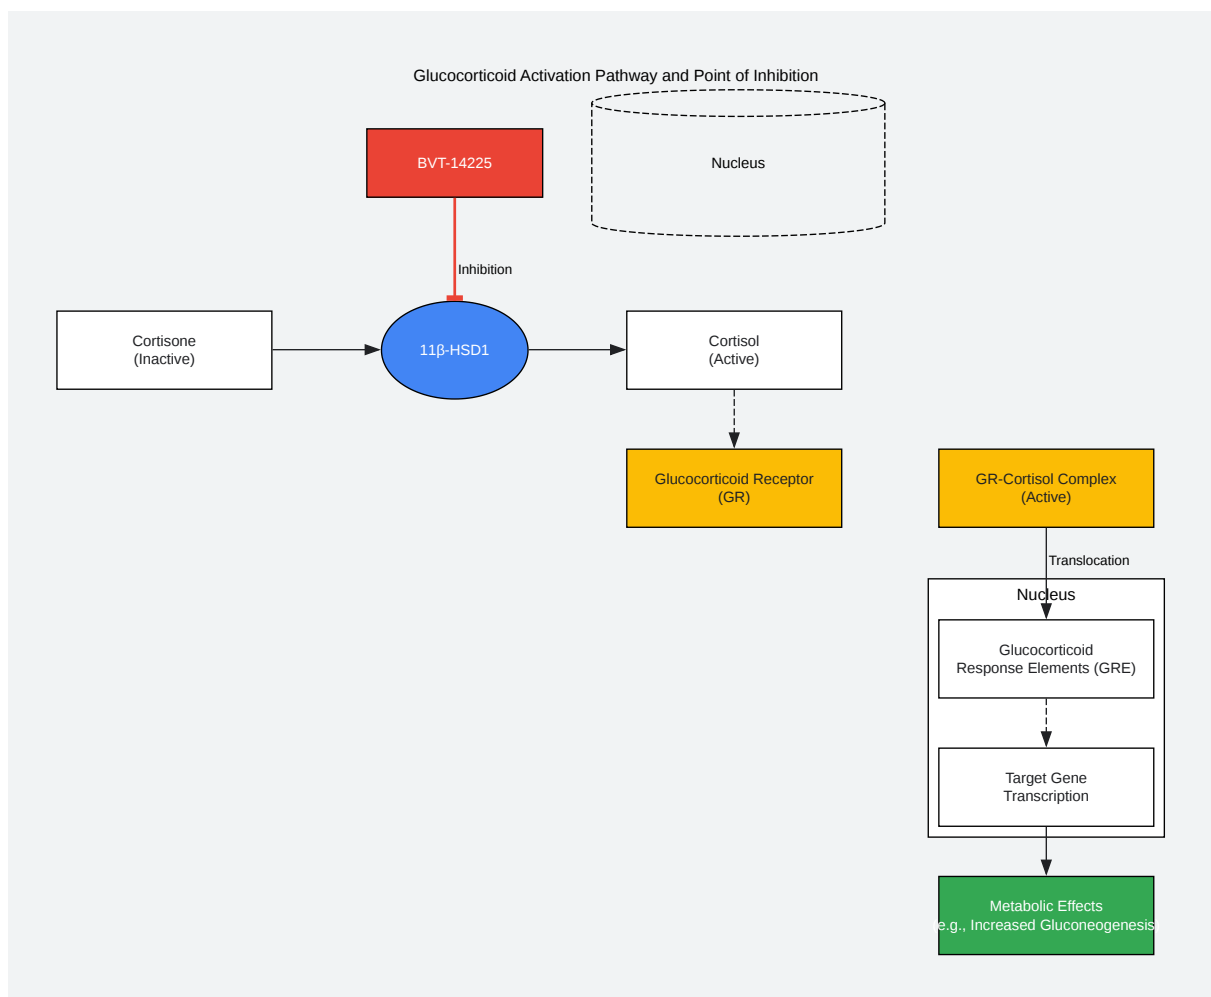 Glucocorticoid Activation Pathway and Point of Inhibition
BVT-14225
Nucleus
Inhibition
Cortisone
(Inactive)
11β-HSD1
Cortisol
(Active)
Glucocorticoid Receptor
(GR)
GR-Cortisol Complex
(Active)
Translocation
Nucleus
Glucocorticoid
Response Elements (GRE)
Target Gene
Transcription
Metabolic Effects
(e.g., Increased Gluconeogenesis)